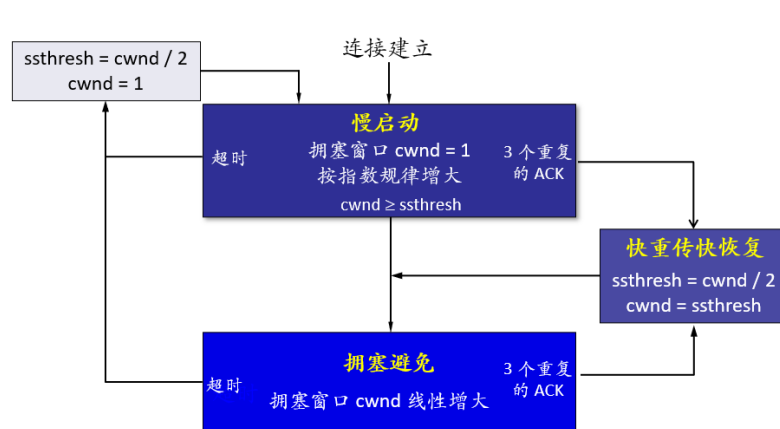 连接建立
ssthresh = cwnd / 2
cwnd = 1
慢启动
超时
拥塞窗口 cwnd = 1
按指数规律增大
cwnd ≥ ssthresh
3 个重复
的 ACK
快重传快恢复
ssthresh = cwnd / 2
cwnd = ssthresh
拥塞避免
超时
拥塞窗口 cwnd 线性增大
3 个重复
的 ACK